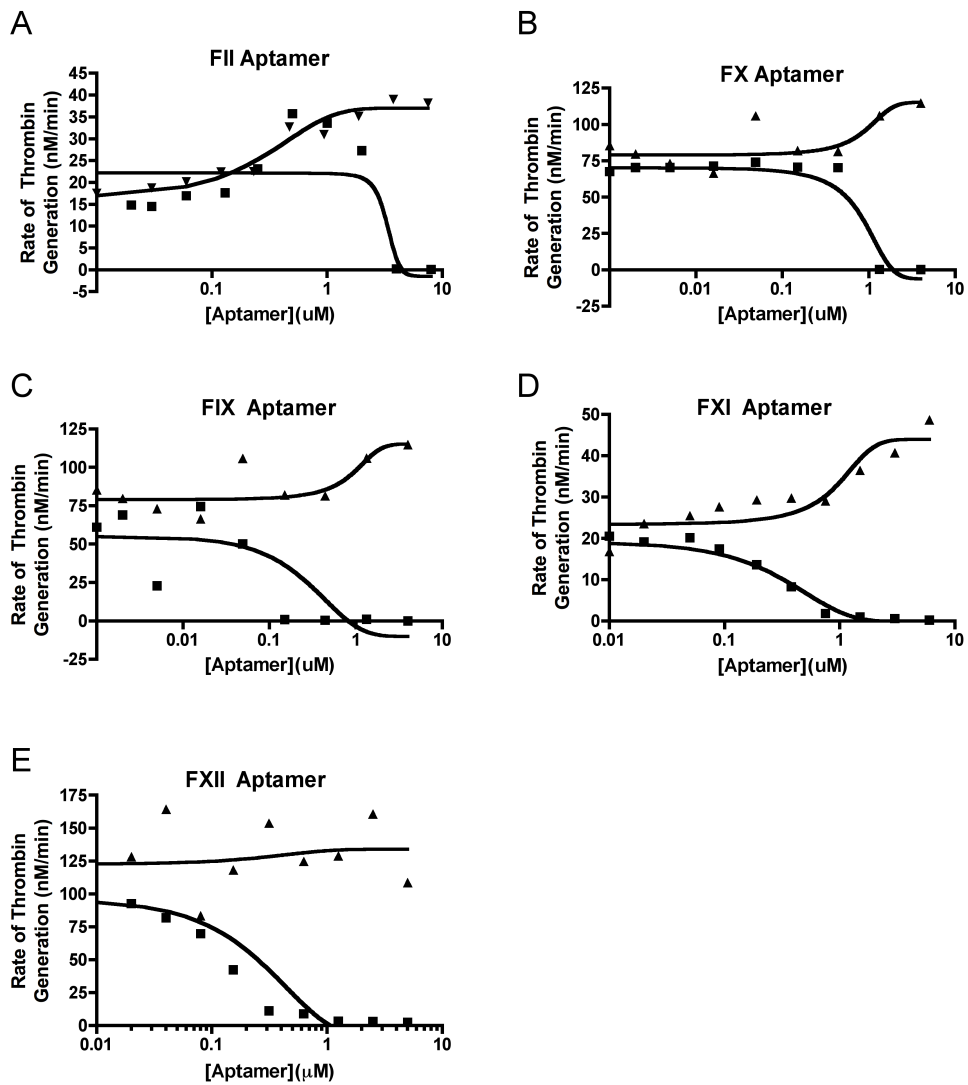 A
FII Aptamer
Rate of Thrombin
Generation (nM/min)
45
40
35
30
25
20
15
10
5
0
-5
0.1
1
10
[Aptamer](uM)
B
FX Aptamer
Rate of Thrombin
Generation (nM/min)
125
100
75
50
25
0
-25
0.01
0.1
1
10
[Aptamer](uM)
C
FIX Aptamer
Rate of Thrombin
Generation (nM/min)
125
100
75
50
25
0
-25
0.01
0.1
1
10
[Aptamer](uM)
D
FXI Aptamer
Rate of Thrombin
Generation (nM/min)
50
40
30
20
10
0
0.01
0.1
1
10
[Aptamer](uM)
E
FXII Aptamer
Rate of Thrombin
Generation (nM/min)
175
150
125
100
75
50
25
0
0.01
0.1
1
10
[Aptamer](μM)